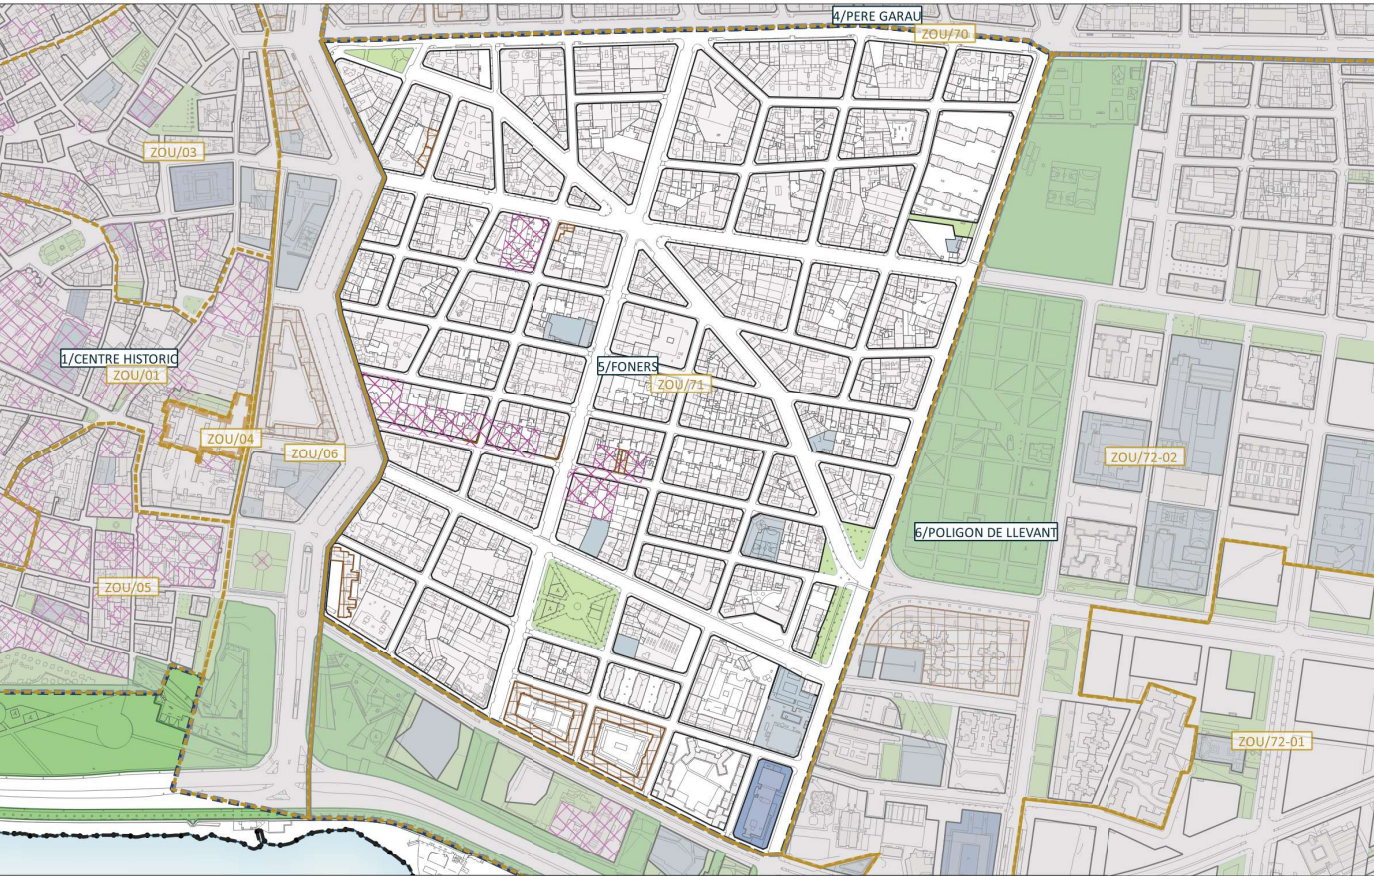 4/PERE GARAU
ZOU/70
ZOU/03
1/CENTRE HISTORIC
ZOU/01
5/FONERS
ZOU/71
ZOU/04
ZOU/06
ZOU/72-02
6/POLIGON DE LLEVANT
ZOU/05
ZOU/72-01